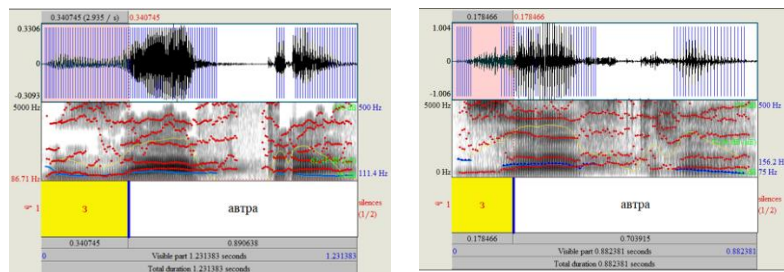 0.340745 (2.935 / s) 0.340745
0.3306
0
-0.3093
5000 Hz 500 Hz
111.4 Hz
86.71 Hz
1 з автра silences
(1/2)
0.340745 0.890638
0 Visible part 1.231383 seconds 1.231383
Total duration 1.231383 seconds
0.178466 0.178466
1.004
0
-1.006
5000 Hz 500 Hz
156.2 H
0 Hz 75 Hz
1 з автра silences
(1/2)
0.178466 0.703915
0 Visible part 0.882381 seconds 0.882381
Total duration 0.882381 seconds